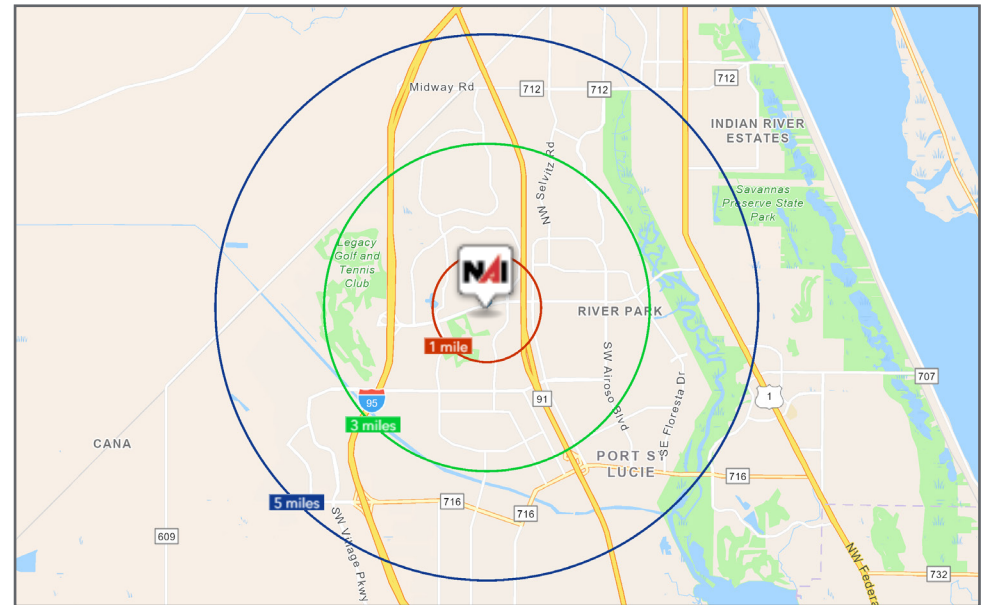 Midway Rd
712
712
712
INDIAN RIVER
ESTATES
NW Selvitz Rd
Savannas
Preserve State
Park
Legacy
Golf and
Tennis
Club
NAI
RIVER PARK
1 mile
SW Airoso Blvd
SE Floresta Dr
707
95
91
1
3 miles
CANA
PORT ST
LUCIE
716
5 miles
716
716
SW Village Pkwy
609
NW Federa
732